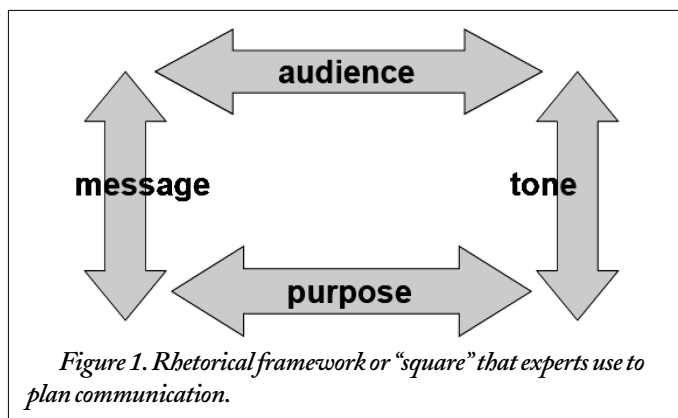 audience
message
tone
purpose
Figure 1. Rhetorical framework or “square” that experts use to
plan communication.